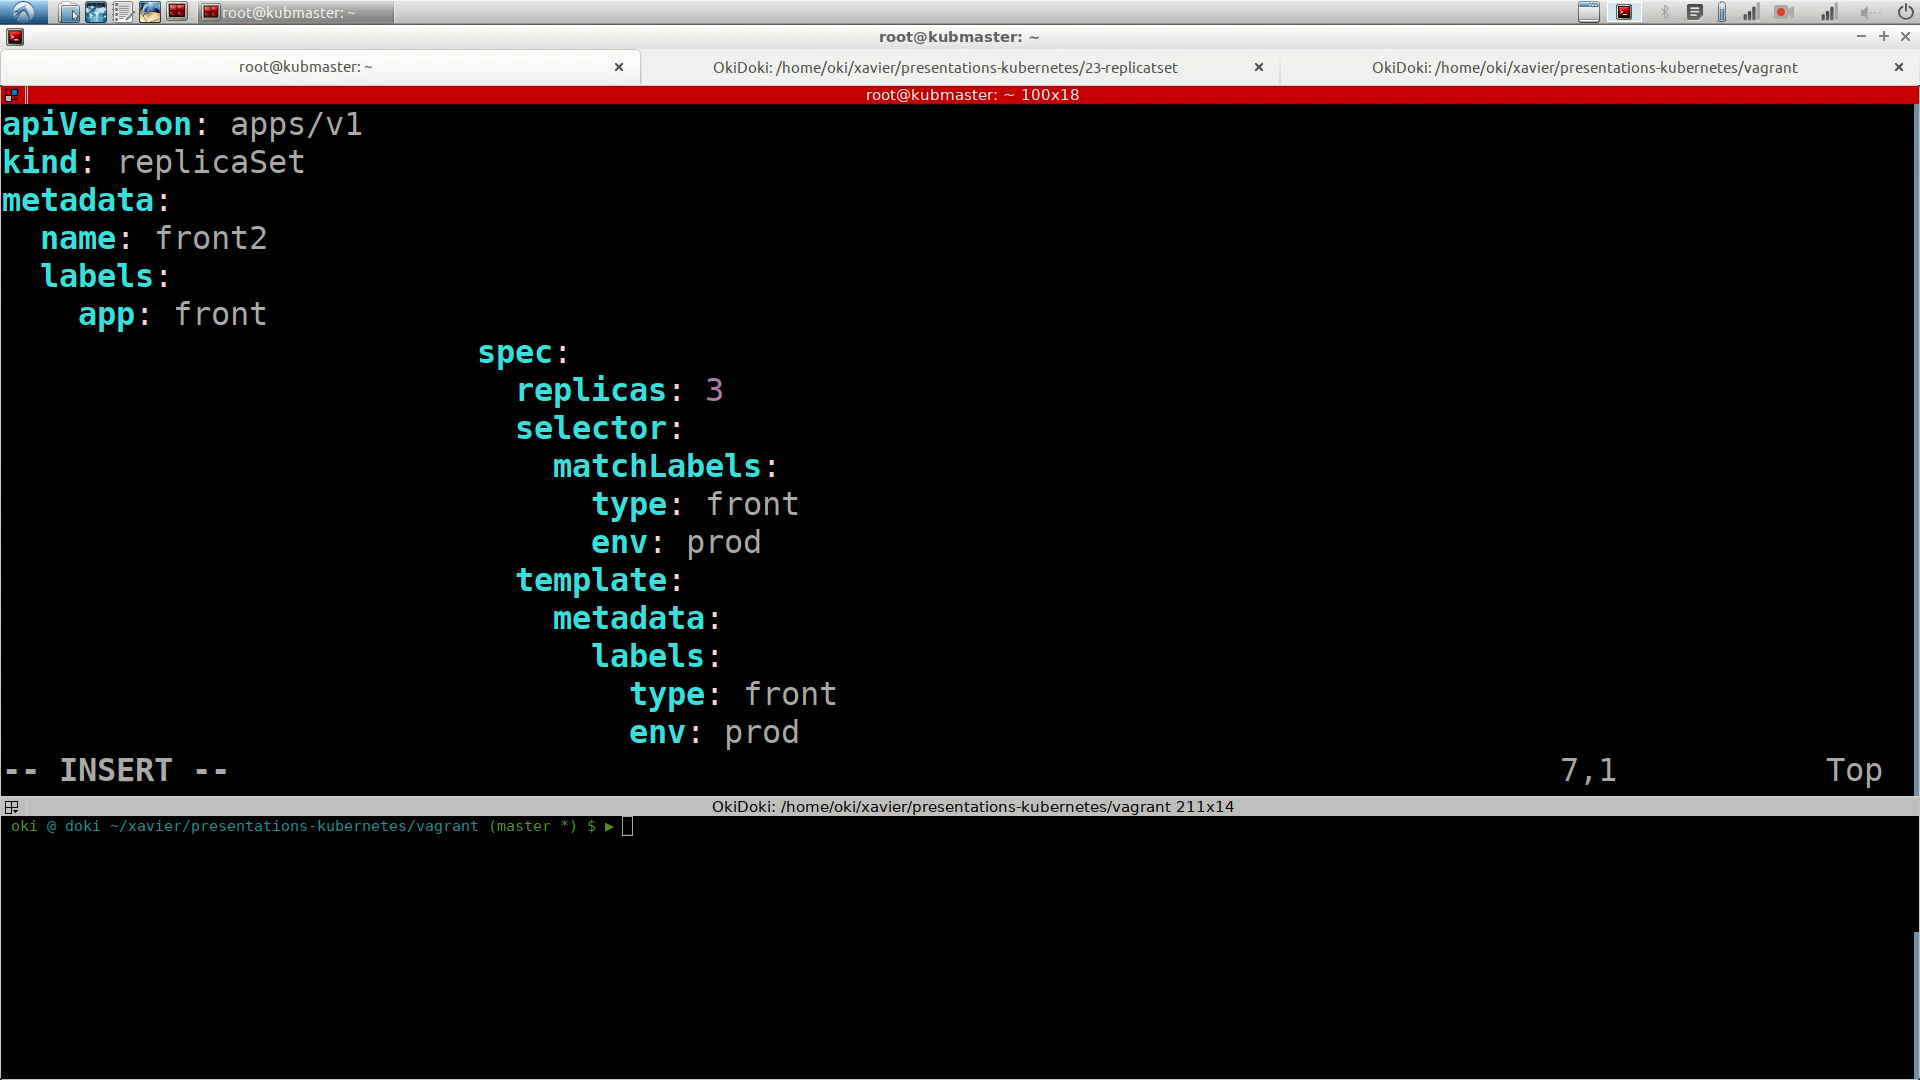 root@kubmaster: ~
root@kubmaster: ~
root@kubmaster: ~
OkiDoki: /home/oki/xavier/presentations-kubernetes/23-replicatset
OkiDoki: /home/oki/xavier/presentations-kubernetes/vagrant
root@kubmaster: ~ 100x18
apiVersion: apps/v1
kind: replicaSet
metadata:
  name: front2
  labels:
    app: front
                         spec:
                           replicas: 3
                           selector:
                             matchLabels:
                               type: front
                               env: prod
                           template:
                             metadata:
                               labels:
                                 type: front
                                 env: prod
-- INSERT -- 7,1 Top
OkiDoki: /home/oki/xavier/presentations-kubernetes/vagrant 211x14
oki @ doki ~/xavier/presentations-kubernetes/vagrant (master *) $ ▶